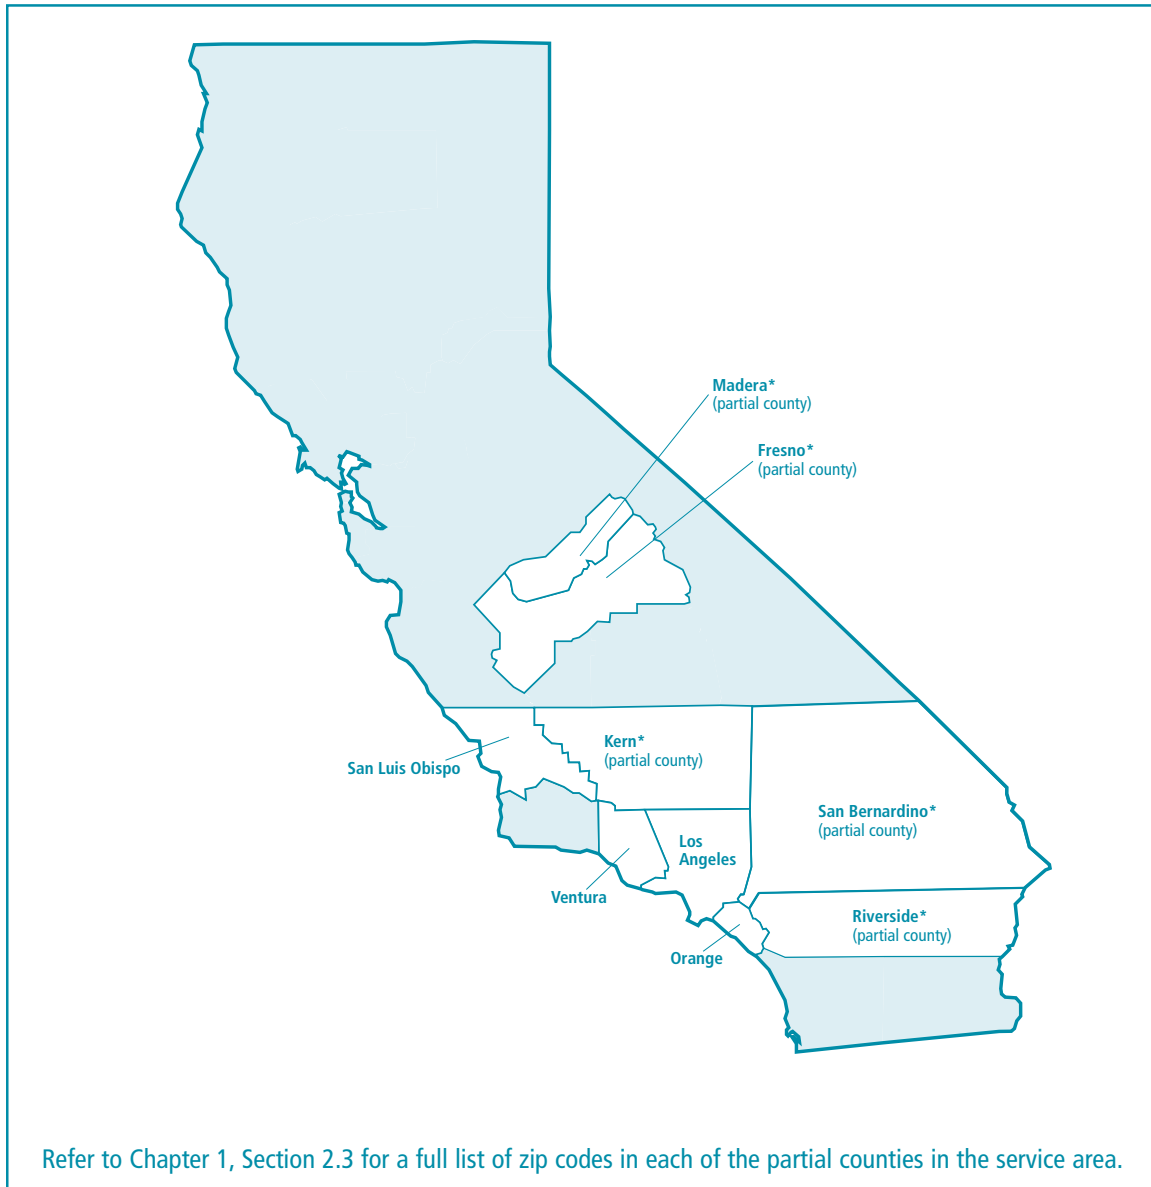 Madera*
(partial county)
Fresno*
(partial county)
Kern*
(partial county)
San Luis Obispo
San Bernardino*
(partial county)
Los
Angeles
Ventura
Riverside*
(partial county)
Orange
Refer to Chapter 1, Section 2.3 for a full list of zip codes in each of the partial counties in the service area.